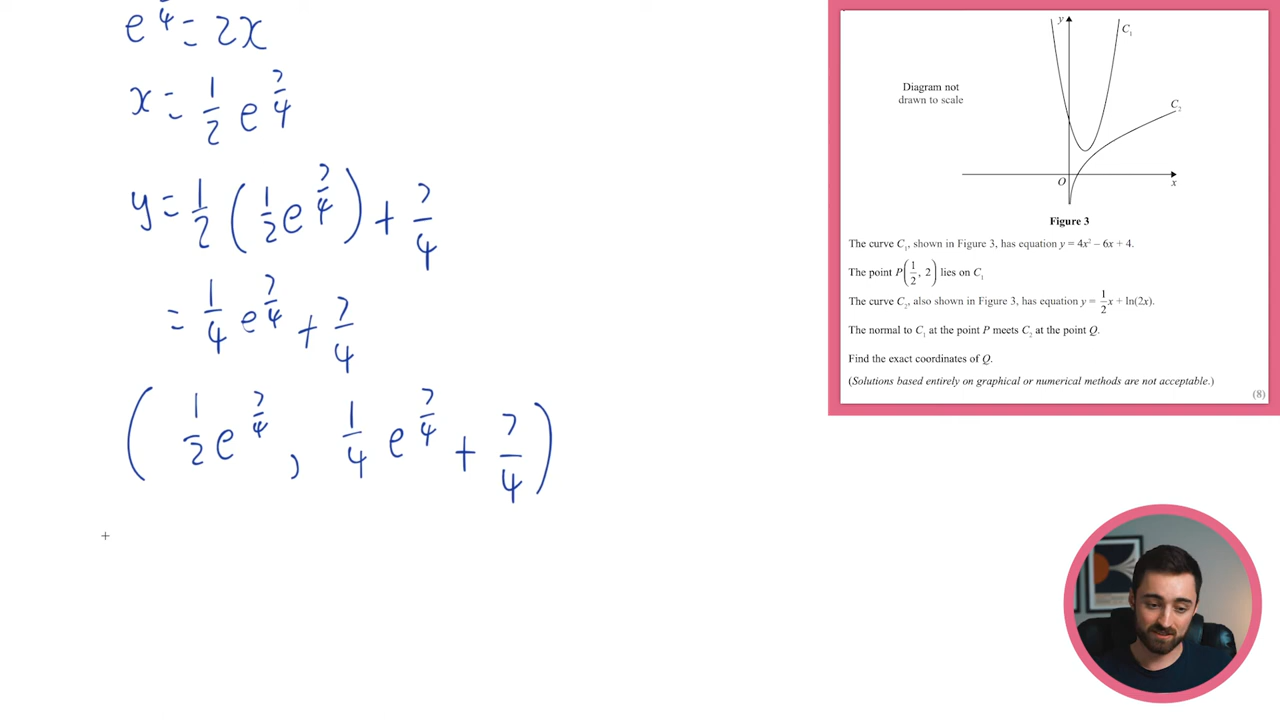 e^{7/4} = 2x
x = 1/2 e^{7/4}
y = 1/2 (1/2 e^{7/4}) + 7/4
= 1/4 e^{7/4} + 7/4
(1/2 e^{7/4}, 1/4 e^{7/4} + 7/4)
y
C₁
Diagram not
drawn to scale
C₂
O
x
Figure 3
The curve C₁, shown in Figure 3, has equation y = 4x² – 6x + 4.
The point P(1/2, 2) lies on C₁
The curve C₂, also shown in Figure 3, has equation y = 1/2 x + ln(2x).
The normal to C₁ at the point P meets C₂ at the point Q.
Find the exact coordinates of Q.
(Solutions based entirely on graphical or numerical methods are not acceptable.)
(8)